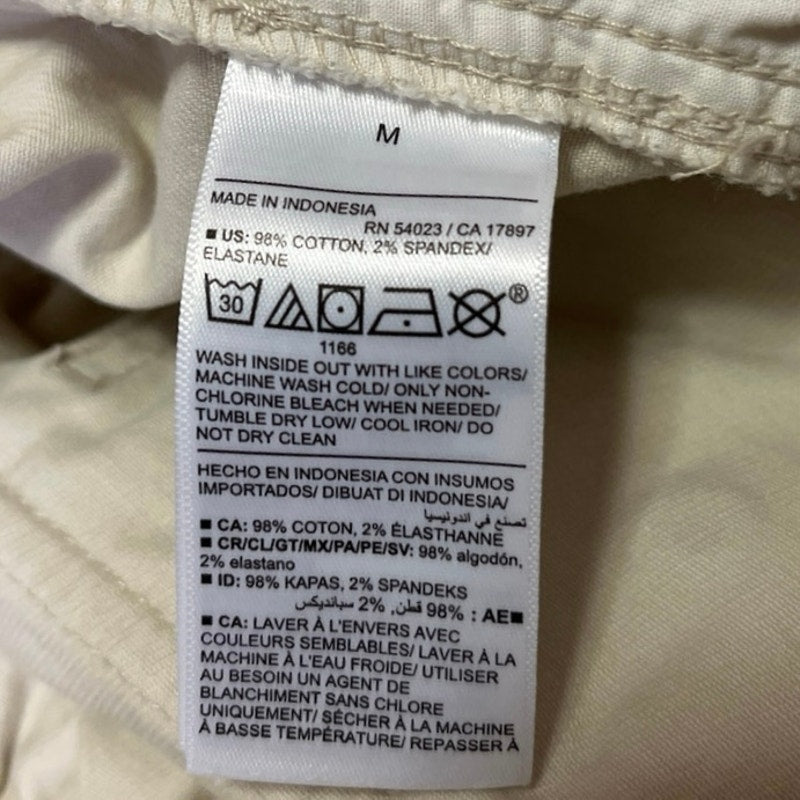 M
MADE IN INDONESIA
RN 54023 / CA 17897
■ US: 98% COTTON, 2% SPANDEX/
ELASTANE
30 ®
1166
WASH INSIDE OUT WITH LIKE COLORS/
MACHINE WASH COLD/ ONLY NON-
CHLORINE BLEACH WHEN NEEDED/
TUMBLE DRY LOW/ COOL IRON/ DO
NOT DRY CLEAN
HECHO EN INDONESIA CON INSUMOS
IMPORTADOS/ DIBUAT DI INDONESIA/
تصنع في اندونيسيا
■ CA: 98% COTON, 2% ÉLASTHANNE
■ CR/CL/GT/MX/PA/PE/SV: 98% algodón,
2% elastano
■ ID: 98% KAPAS, 2% SPANDEKS
■AE : 98% قطن, 2% سبانديكس
■ CA: LAVER À L'ENVERS AVEC
COULEURS SEMBLABLES/ LAVER À LA
MACHINE À L'EAU FROIDE/ UTILISER
AU BESOIN UN AGENT DE
BLANCHIMENT SANS CHLORE
UNIQUEMENT/ SÉCHER À LA MACHINE
À BASSE TEMPÉRATURE/ REPASSER À